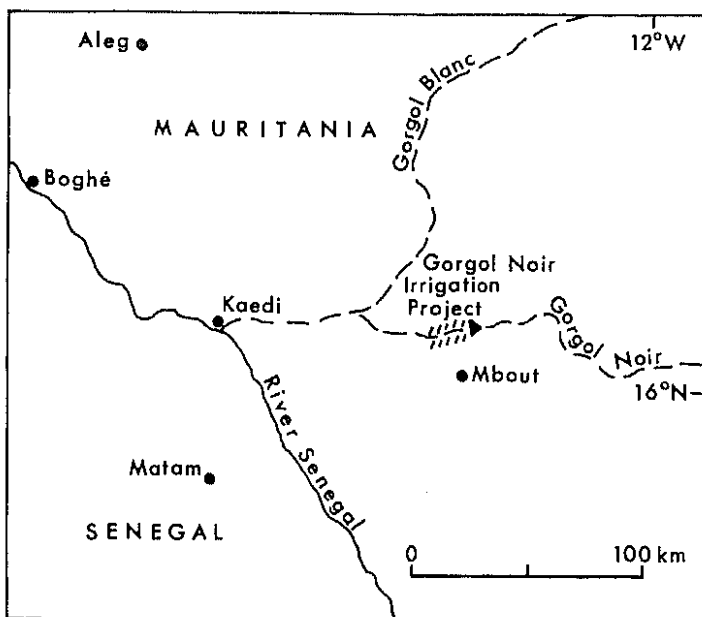 Aleg
12°W
MAURITANIA
Gorgol Blanc
Boghé
Gorgol Noir
Irrigation
Project
Kaedi
Gorgol
Noir
Mbout
16°N
River Senegal
Matam
SENEGAL
0 100 km